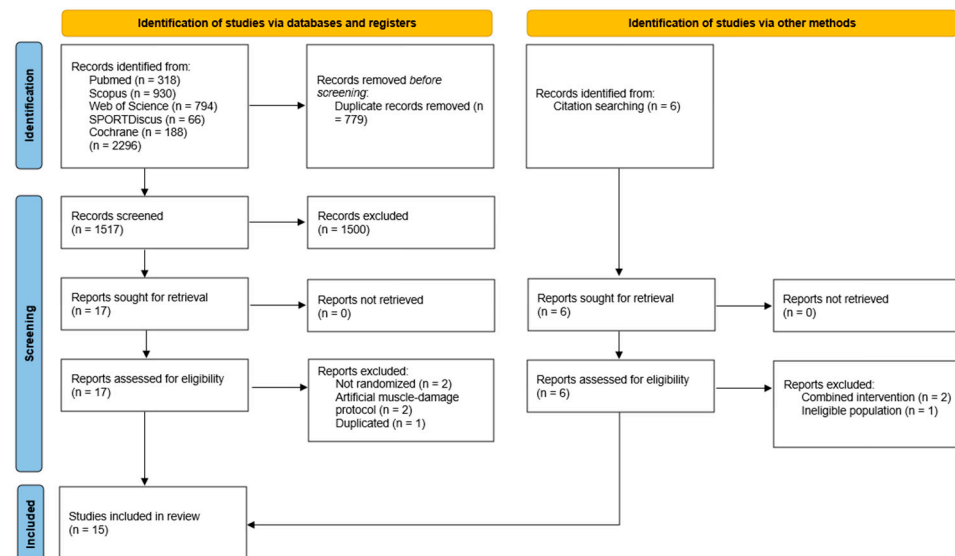 Identification of studies via databases and registers
Identification of studies via other methods
Identification
Records identified from:
Pubmed (n = 318)
Scopus (n = 930)
Web of Science (n = 794)
SPORTDiscus (n = 66)
Cochrane (n = 188)
(n = 2296)
Records removed before
screening:
Duplicate records removed (n
= 779)
Records identified from:
Citation searching (n = 6)
Screening
Records screened
(n = 1517)
Records excluded
(n = 1500)
Reports sought for retrieval
(n = 17)
Reports not retrieved
(n = 0)
Reports sought for retrieval
(n = 6)
Reports not retrieved
(n = 0)
Reports assessed for eligibility
(n = 17)
Reports excluded:
Not randomized (n = 2)
Artificial muscle-damage
protocol (n = 2)
Duplicated (n = 1)
Reports assessed for eligibility
(n = 6)
Reports excluded:
Combined intervention (n = 2)
Ineligible population (n = 1)
Included
Studies included in review
(n = 15)